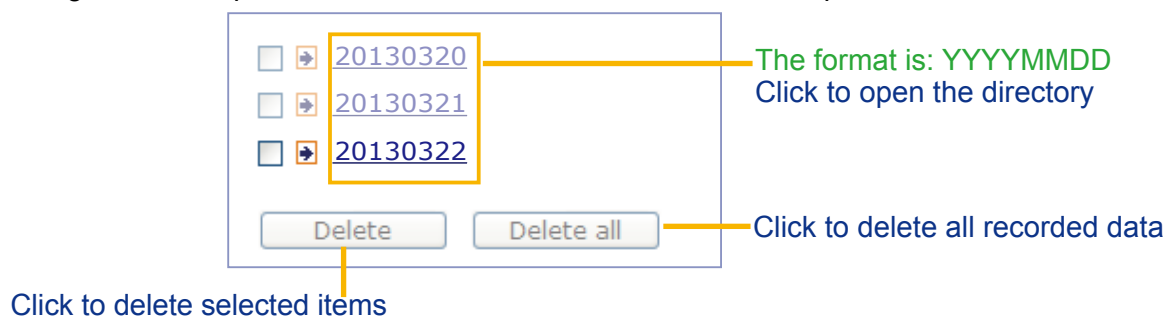 20130320
The format is: YYYYMMDD
Click to open the directory
20130321
20130322
Delete
Delete all
Click to delete all recorded data
Click to delete selected items